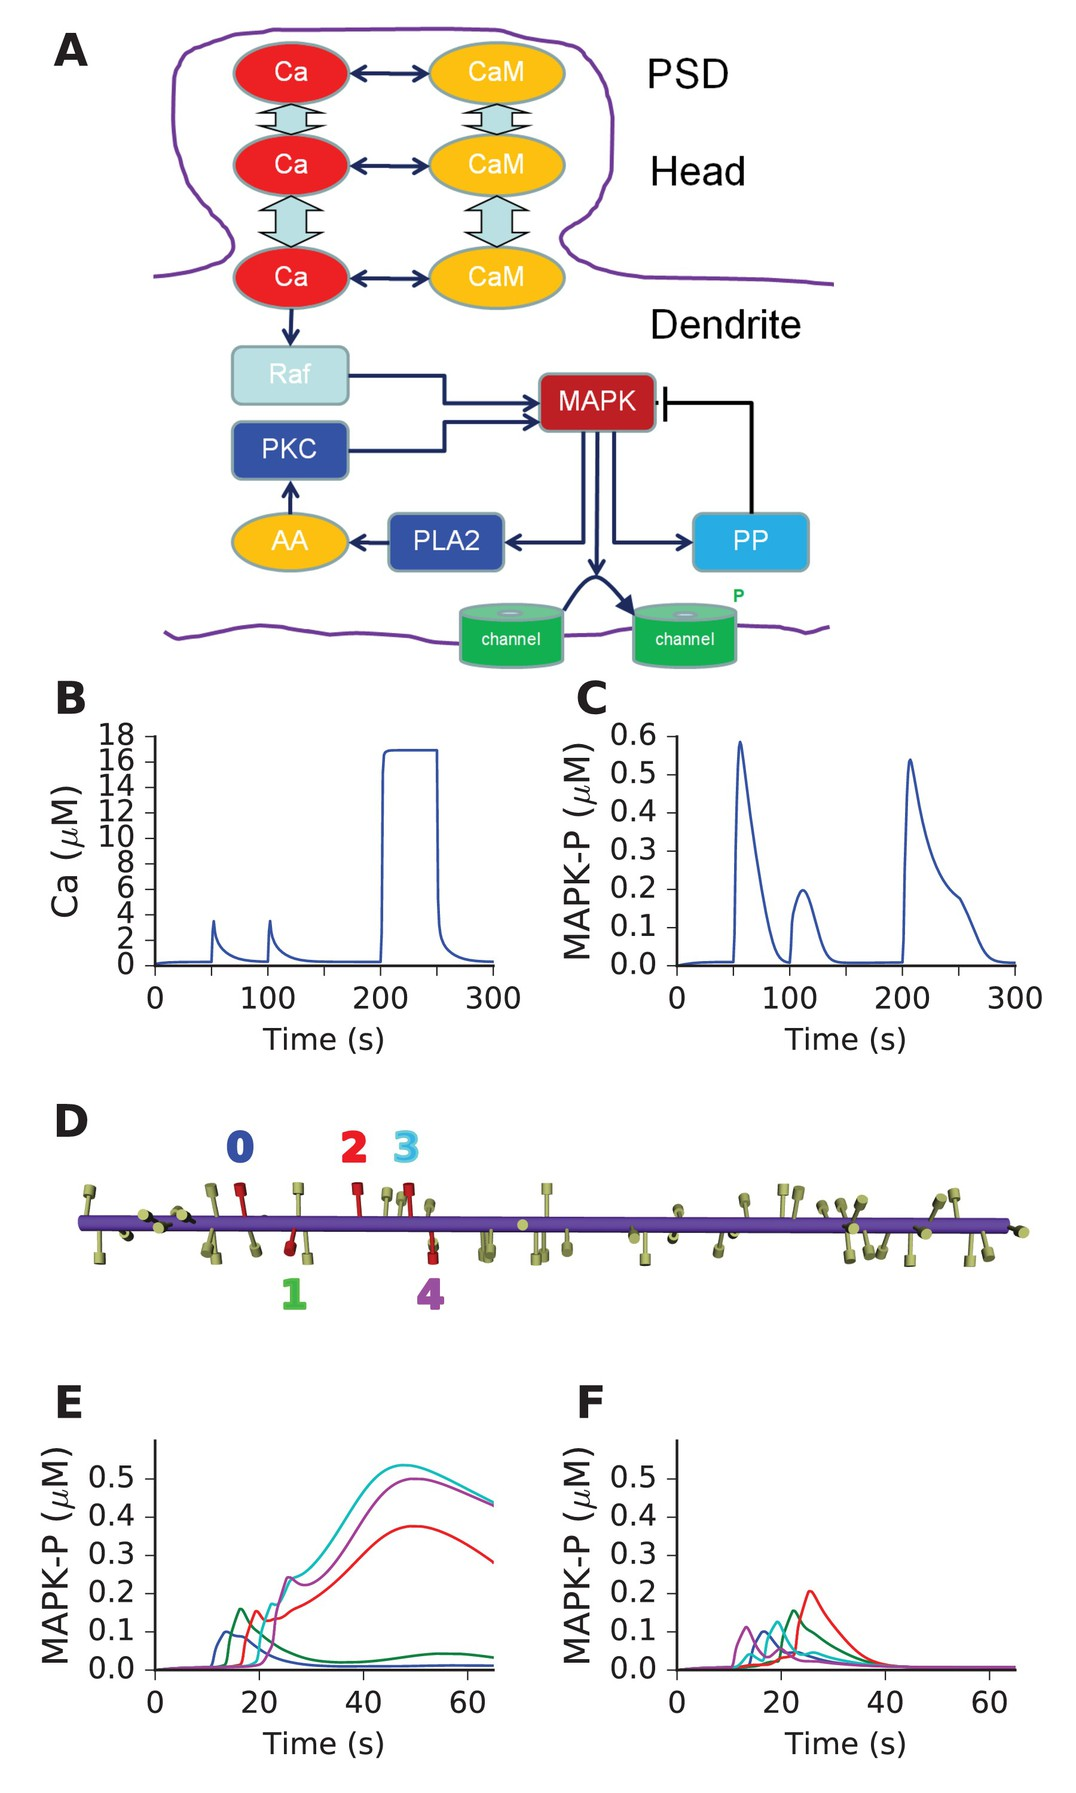 A
Ca CaM PSD
Ca CaM Head
Ca CaM
Dendrite
Raf
MAPK
PKC
AA PLA2 PP
P
channel channel
B
Ca (μM)
18
16
14
12
10
8
6
4
2
0
0 100 200 300
Time (s)
C
MAPK-P (μM)
0.6
0.5
0.4
0.3
0.2
0.1
0.0
0 100 200 300
Time (s)
D
0 2 3
1 4
E
MAPK-P (μM)
0.5
0.4
0.3
0.2
0.1
0.0
0 20 40 60
Time (s)
F
MAPK-P (μM)
0.5
0.4
0.3
0.2
0.1
0.0
0 20 40 60
Time (s)